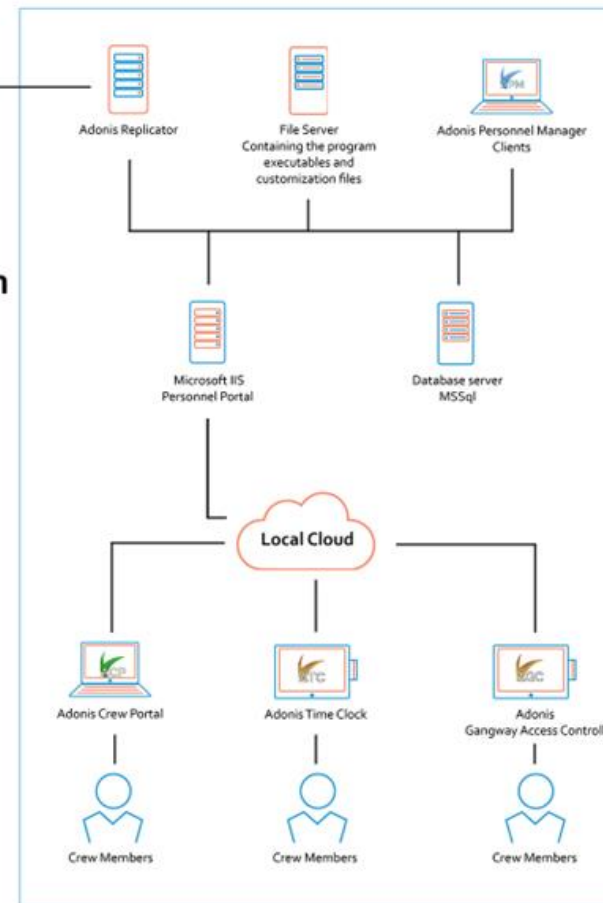 Adonis Replicator
File Server
Containing the program
executables and
customization files
Adonis Personnel Manager
Clients
Microsoft IIS
Personnel Portal
Database server
MSSql
Local Cloud
Adonis Crew Portal
Adonis Time Clock
Adonis
Gangway Access Control
Crew Members
Crew Members
Crew Members